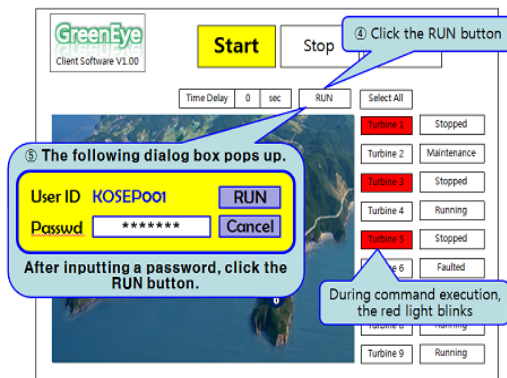 GreenEye
Client Software V1.00
Start
Stop
④ Click the RUN button
Time Delay 0 sec RUN Select All
Turbine 1 Stopped
Turbine 2 Maintenance
Turbine 3 Stopped
Turbine 4 Running
Turbine 5 Stopped
6 Faulted
Turbine 8 Running
Turbine 9 Running
⑤ The following dialog box pops up.
User ID KOSEP001 RUN
Passwd ******* Cancel
After inputting a password, click the
RUN button.
6
During command execution,
the red light blinks